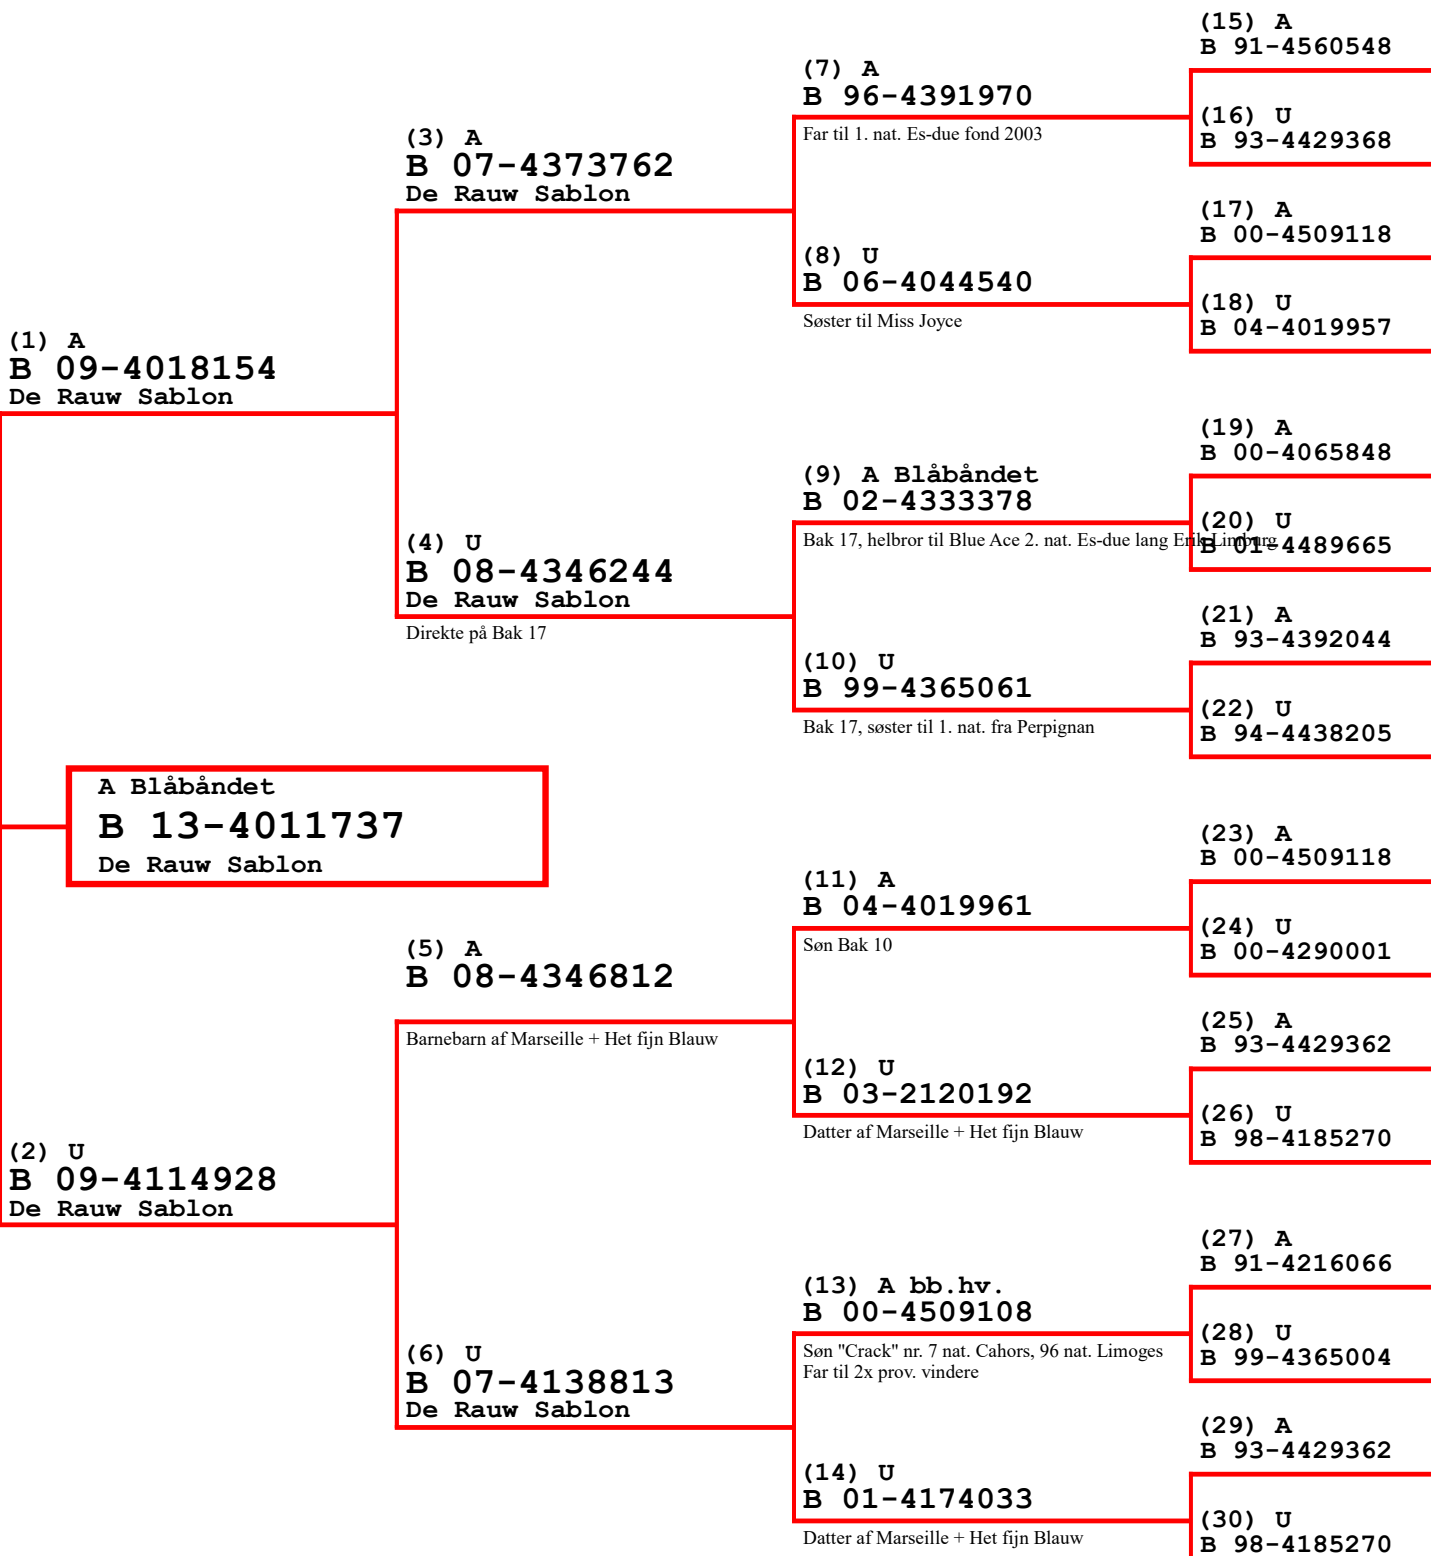 (1) A
B 09-4018154
De Rauw Sablon
A Blåbåndet
B 13-4011737
De Rauw Sablon
(2) U
B 09-4114928
De Rauw Sablon
(3) A
B 07-4373762
De Rauw Sablon
(4) U
B 08-4346244
De Rauw Sablon
Direkte på Bak 17
(5) A
B 08-4346812
Barnebarn af Marseille + Het fijn Blauw
(6) U
B 07-4138813
De Rauw Sablon
(7) A
B 96-4391970
Far til 1. nat. Es-due fond 2003
(8) U
B 06-4044540
Søster til Miss Joyce
(9) A Blåbåndet
B 02-4333378
Bak 17, helbror til Blue Ace 2. nat. Es-due lang Erik Limburg
(10) U
B 99-4365061
Bak 17, søster til 1. nat. fra Perpignan
(11) A
B 04-4019961
Søn Bak 10
(12) U
B 03-2120192
Datter af Marseille + Het fijn Blauw
(13) A bb.hv.
B 00-4509108
Søn "Crack" nr. 7 nat. Cahors, 96 nat. Limoges
Far til 2x prov. vindere
(14) U
B 01-4174033
Datter af Marseille + Het fijn Blauw
(15) A
B 91-4560548
(16) U
B 93-4429368
(17) A
B 00-4509118
(18) U
B 04-4019957
(19) A
B 00-4065848
(20) U
B 01-4489665
(21) A
B 93-4392044
(22) U
B 94-4438205
(23) A
B 00-4509118
(24) U
B 00-4290001
(25) A
B 93-4429362
(26) U
B 98-4185270
(27) A
B 91-4216066
(28) U
B 99-4365004
(29) A
B 93-4429362
(30) U
B 98-4185270